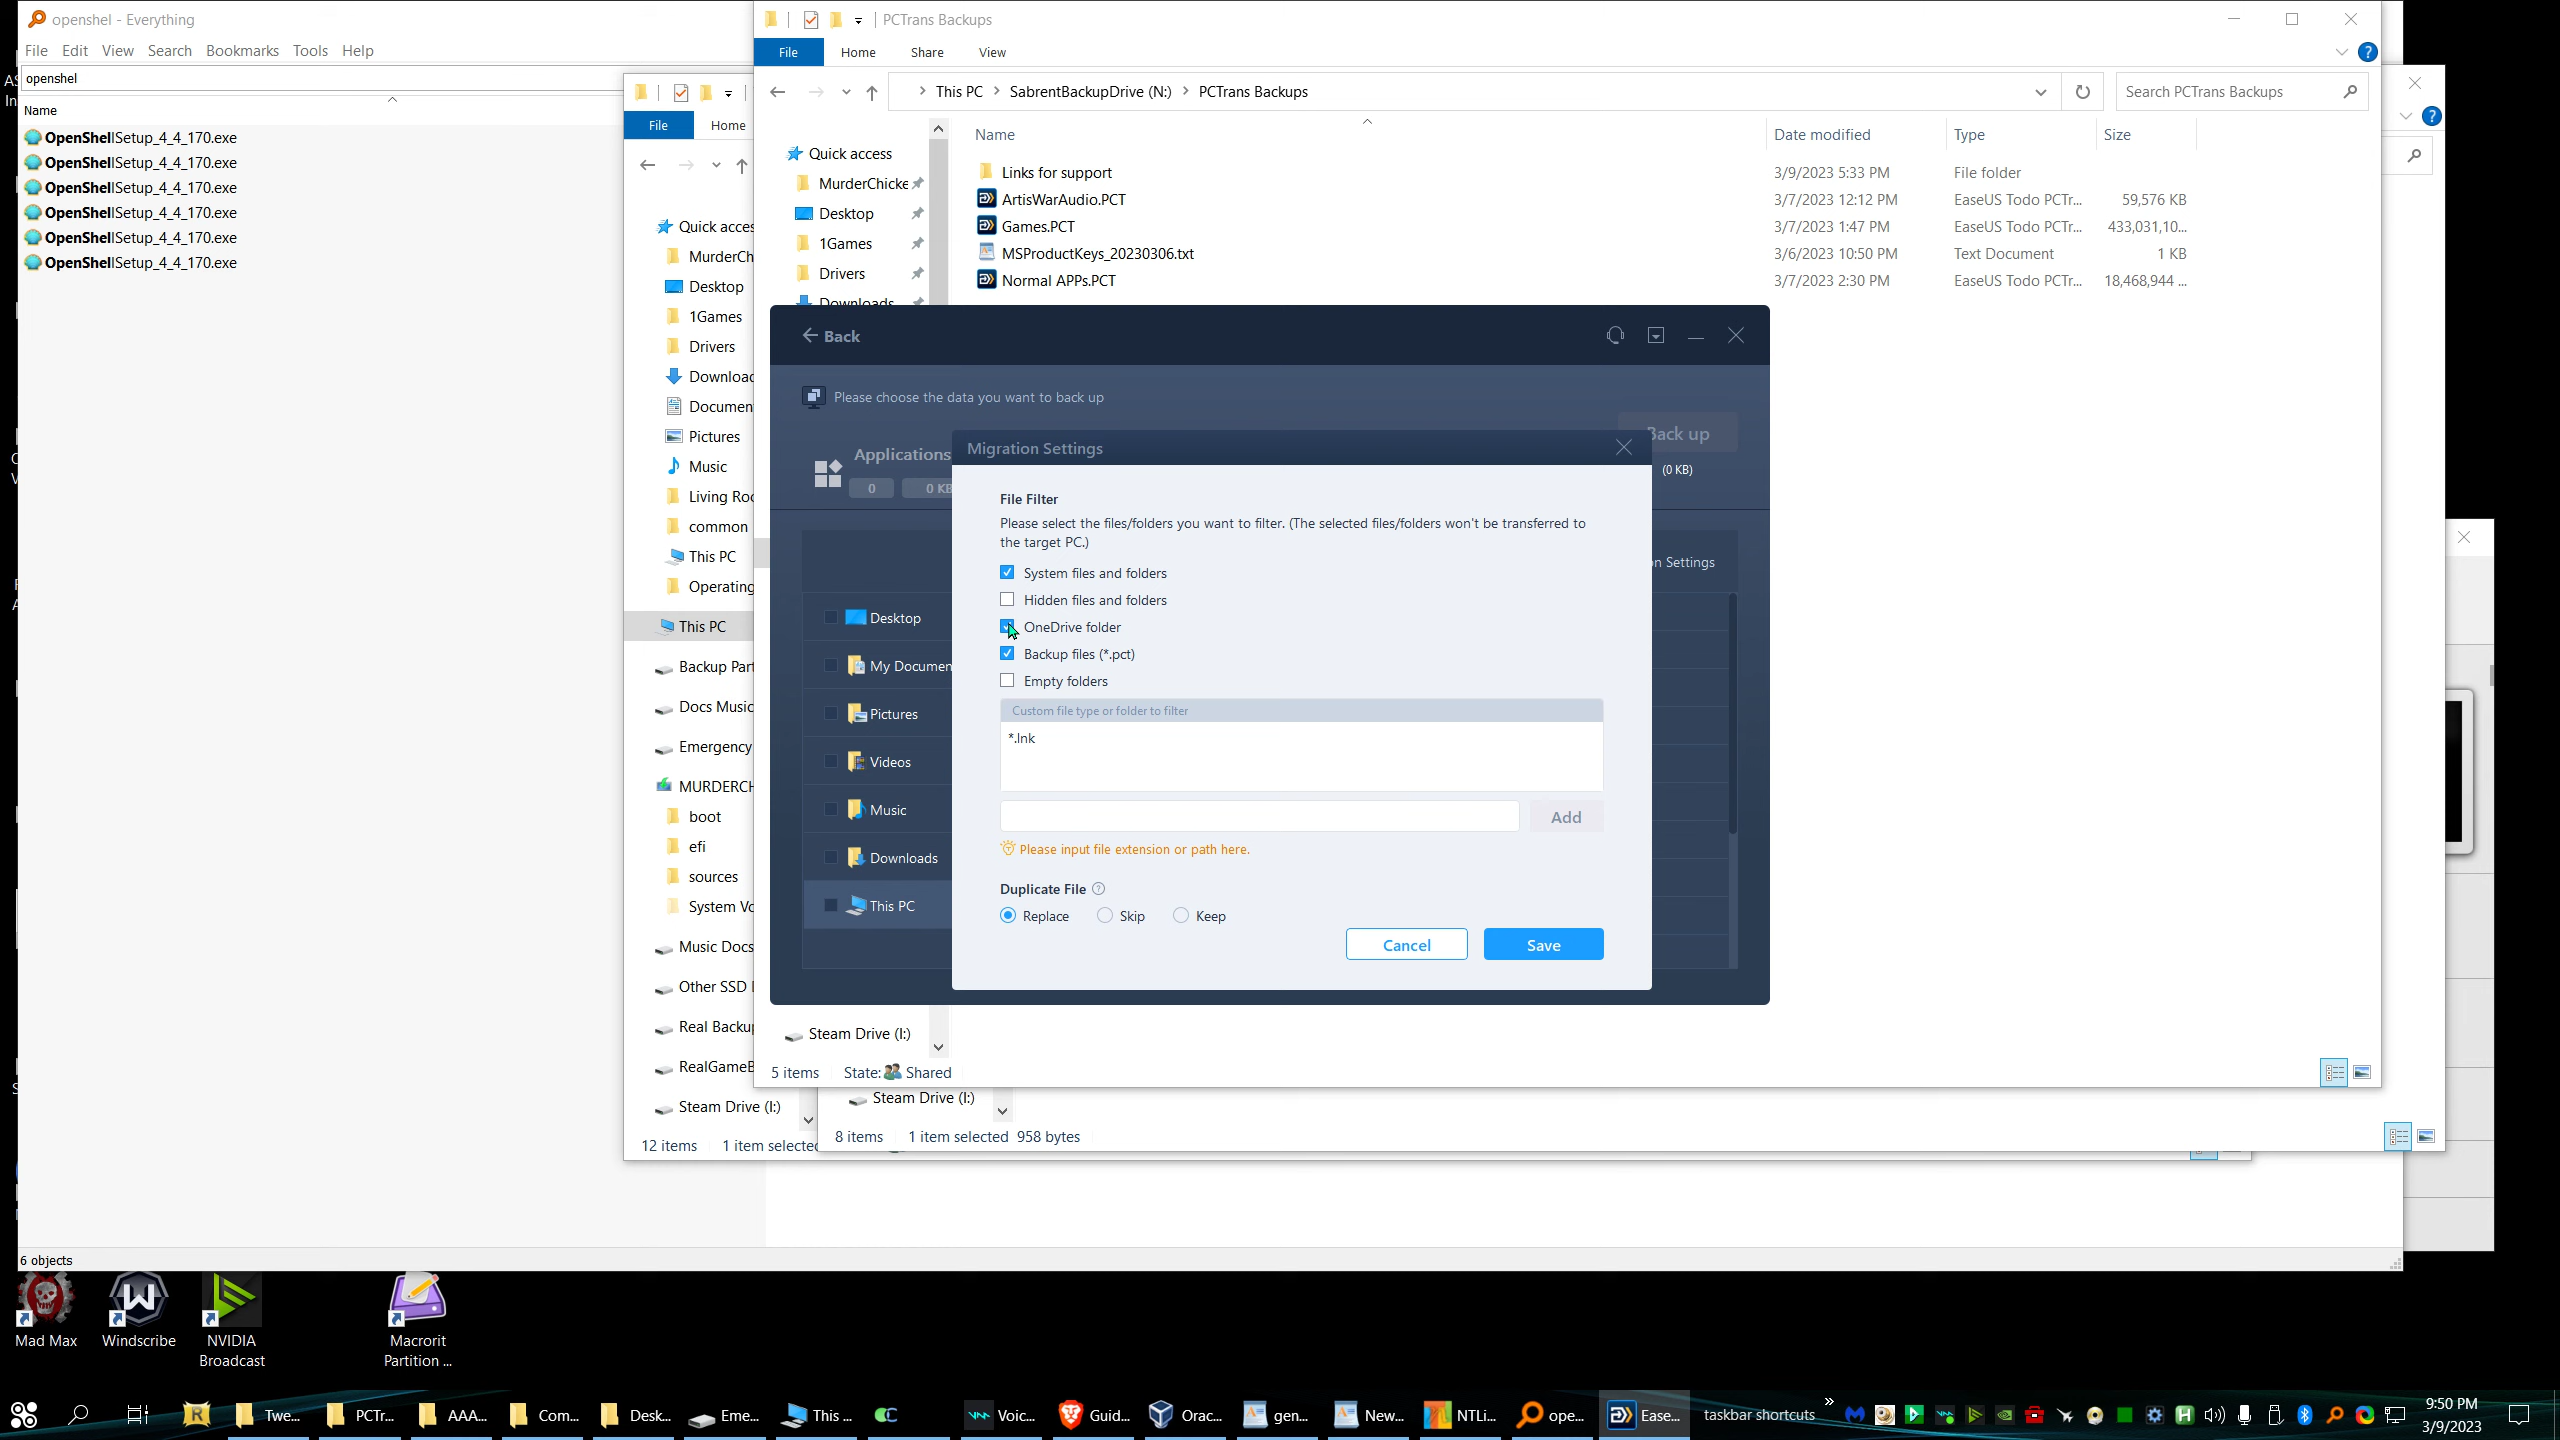 openshel - Everything
File Edit View Search Bookmarks Tools Help
openshel
Name
OpenShellSetup_4_4_170.exe
OpenShellSetup_4_4_170.exe
OpenShellSetup_4_4_170.exe
OpenShellSetup_4_4_170.exe
OpenShellSetup_4_4_170.exe
OpenShellSetup_4_4_170.exe
6 objects
File Home
Quick acces
MurderCh
Desktop
1Games
Drivers
Downloac
Documen
Pictures
Music
Living Roo
common
This PC
Operating
This PC
Backup Part
Docs Music
Emergency
MURDERCH
boot
efi
sources
System Vo
Music Docs
Other SSD
Real Backup
RealGameB
Steam Drive (I:)
12 items 1 item selected
PCTrans Backups
File Home Share View
This PC SabrentBackupDrive (N:) PCTrans Backups
Search PCTrans Backups
Quick access
MurderChicke
Desktop
1Games
Drivers
Downloads
Name Date modified Type Size
Links for support 3/9/2023 5:33 PM File folder
ArtisWarAudio.PCT 3/7/2023 12:12 PM EaseUS Todo PCTr... 59,576 KB
Games.PCT 3/7/2023 1:47 PM EaseUS Todo PCTr... 433,031,10...
MSProductKeys_20230306.txt 3/6/2023 10:50 PM Text Document 1 KB
Normal APPs.PCT 3/7/2023 2:30 PM EaseUS Todo PCTr... 18,468,944 ...
Back
Please choose the data you want to back up
Applications
0 0 KB
Back up
(0 KB)
n Settings
Desktop
My Documen
Pictures
Videos
Music
Downloads
This PC
Migration Settings
File Filter
Please select the files/folders you want to filter. (The selected files/folders won't be transferred to
the target PC.)
System files and folders
Hidden files and folders
OneDrive folder
Backup files (*.pct)
Empty folders
Custom file type or folder to filter
*.lnk
Add
Please input file extension or path here.
Duplicate File ?
Replace Skip Keep
Cancel Save
Steam Drive (I:)
5 items State: Shared
Steam Drive (I:)
8 items 1 item selected 958 bytes
Mad Max
Windscribe
NVIDIA
Broadcast
Macrorit
Partition ...
Twe...
PCTr...
AAA...
Com...
Desk...
Eme...
This ...
Voic...
Guid...
Orac...
gen...
New...
NTLi...
ope...
Ease...
taskbar shortcuts
9:50 PM
3/9/2023